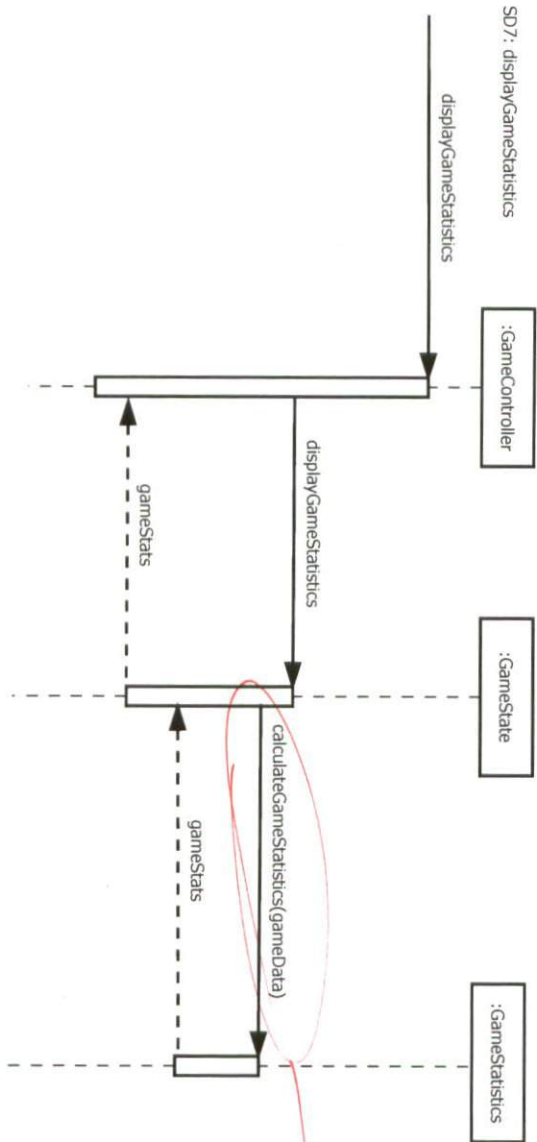 SD7: displayGameStatistics
:GameController
:GameState
:GameStatistics
displayGameStatistics
displayGameStatistics
calculateGameStatistics(gameData)
gameStats
gameStats